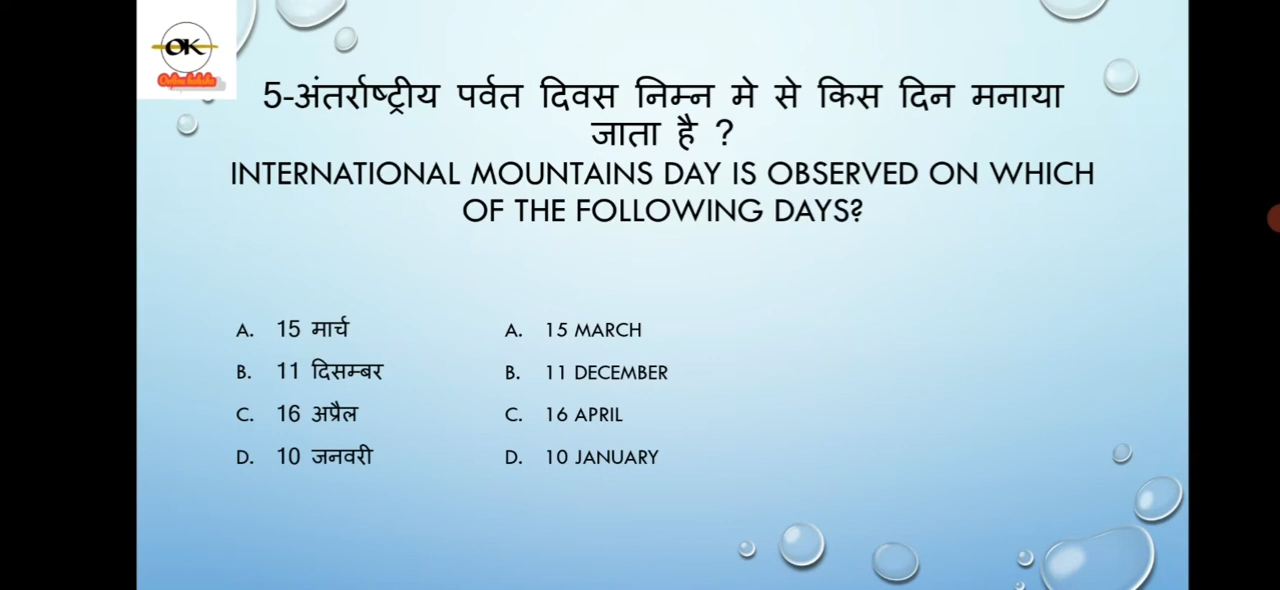 OK
5-अंतर्राष्ट्रीय पर्वत दिवस निम्न मे से किस दिन मनाया
जाता है ?
INTERNATIONAL MOUNTAINS DAY IS OBSERVED ON WHICH
OF THE FOLLOWING DAYS?
A. 15 मार्च
B. 11 दिसम्बर
C. 16 अप्रैल
D. 10 जनवरी
A. 15 MARCH
B. 11 DECEMBER
C. 16 APRIL
D. 10 JANUARY